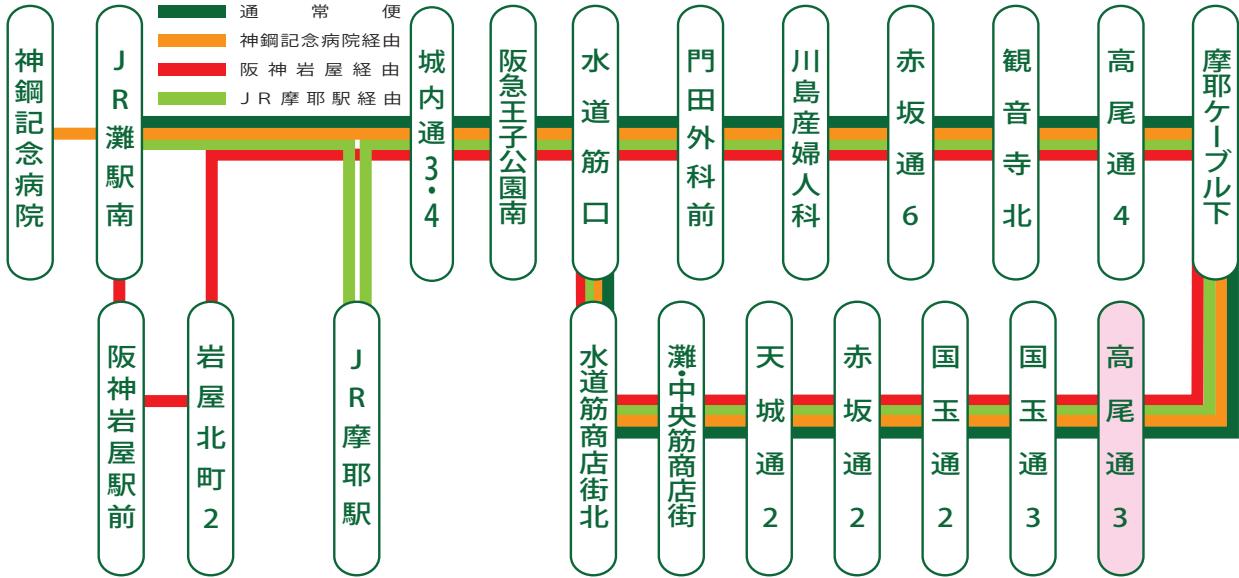 通常便
神鋼記念病院経由
阪神岩屋経由
JR摩耶駅経由
神鋼記念病院
JR灘駅南
城内通3・4
阪急王子公園南
水道筋口
門田外科前
川島産婦人科
赤坂通6
観音寺北
高尾通4
摩耶ケーブル下
阪神岩屋駅前
岩屋北町2
JR摩耶駅
水道筋商店街北
灘・中央筋商店街
天城通2
赤坂通2
国玉通2
国玉通3
高尾通3